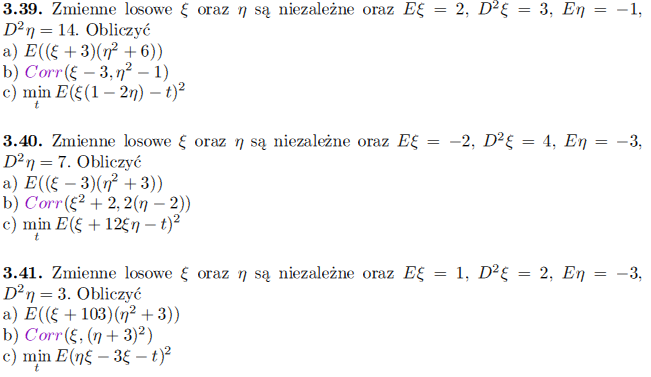 3.39. Zmienne losowe ξ oraz η są niezależne oraz Eξ = 2, D²ξ = 3, Eη = −1,
D²η = 14. Obliczyć
a) E((ξ + 3)(η² + 6))
b) Corr(ξ − 3, η² − 1)
c) min E(ξ(1 − 2η) − t)²
t
3.40. Zmienne losowe ξ oraz η są niezależne oraz Eξ = −2, D²ξ = 4, Eη = −3,
D²η = 7. Obliczyć
a) E((ξ − 3)(η² + 3))
b) Corr(ξ² + 2, 2(η − 2))
c) min E(ξ + 12ξη − t)²
t
3.41. Zmienne losowe ξ oraz η są niezależne oraz Eξ = 1, D²ξ = 2, Eη = −3,
D²η = 3. Obliczyć
a) E((ξ + 103)(η² + 3))
b) Corr(ξ, (η + 3)²)
c) min E(ηξ − 3ξ − t)²
t